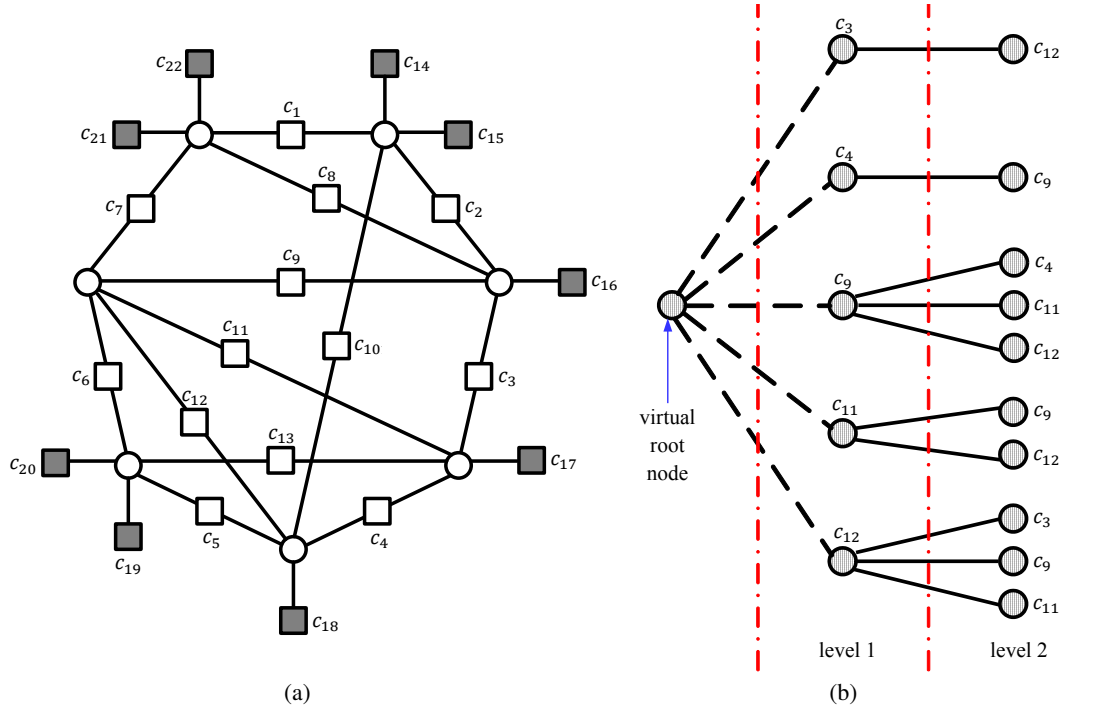 c22
c14
c1
c21
c15
c8
c7
c2
c9
c16
c11
c10
c6
c3
c12
c13
c20
c17
c5
c4
c19
c18
(a)
c3
c12
c4
c9
c4
c9
c11
c12
c11
c9
c12
virtual
root
node
c12
c3
c9
c11
level 1
level 2
(b)